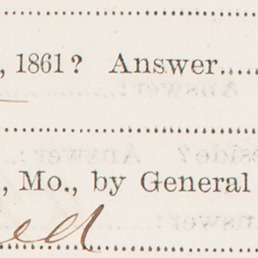 , 1861? Answer.....
, Mo., by General